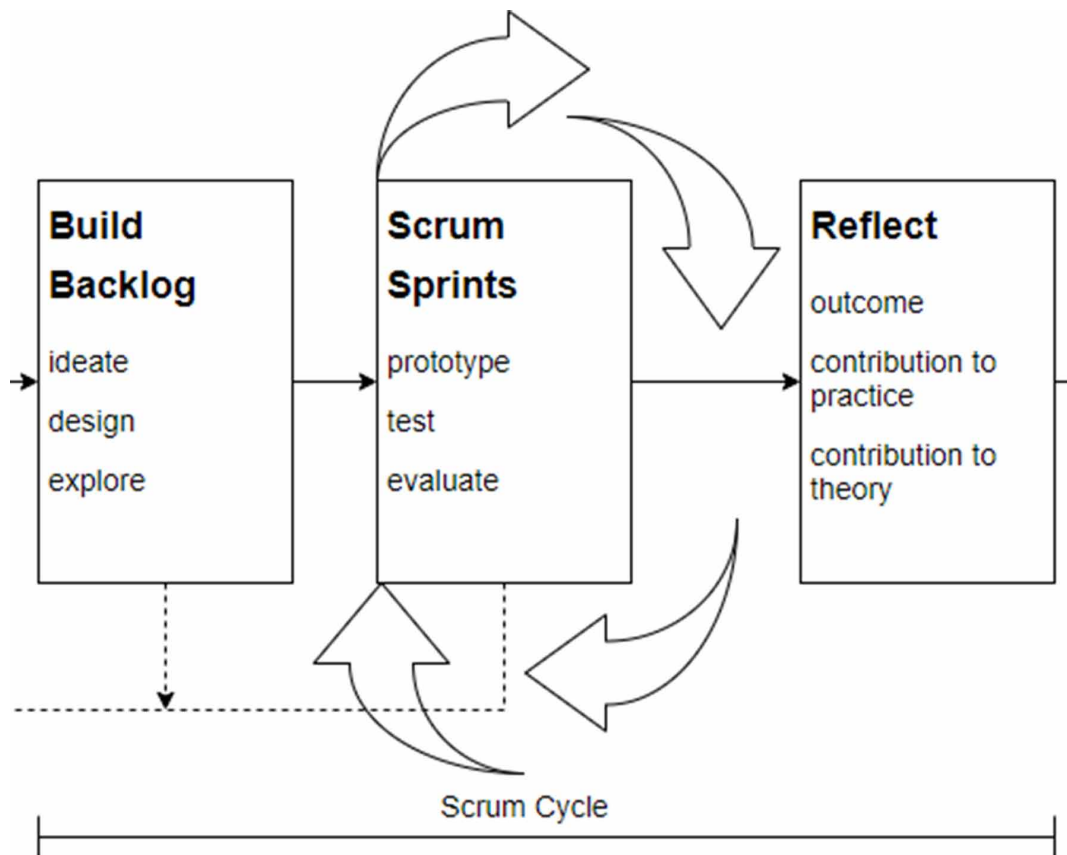 Build
Backlog
ideate
design
explore
Scrum
Sprints
prototype
test
evaluate
Reflect
outcome
contribution to
practice
contribution to
theory
Scrum Cycle